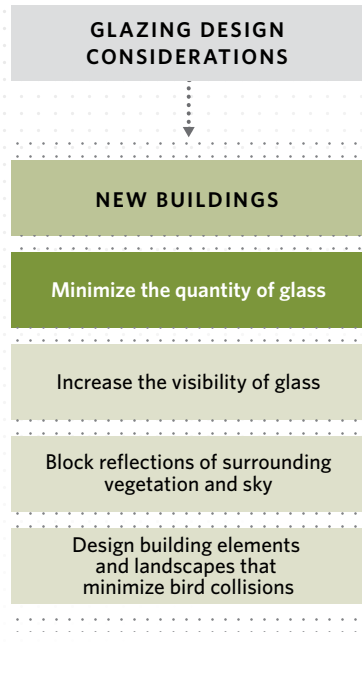 GLAZING DESIGN
CONSIDERATIONS
NEW BUILDINGS
Minimize the quantity of glass
Increase the visibility of glass
Block reflections of surrounding
vegetation and sky
Design building elements
and landscapes that
minimize bird collisions